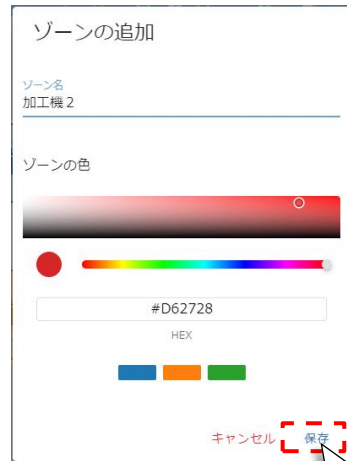 ゾーンの追加
ゾーン名
加工機２
ゾーンの色
#D62728
HEX
キャンセル 保存